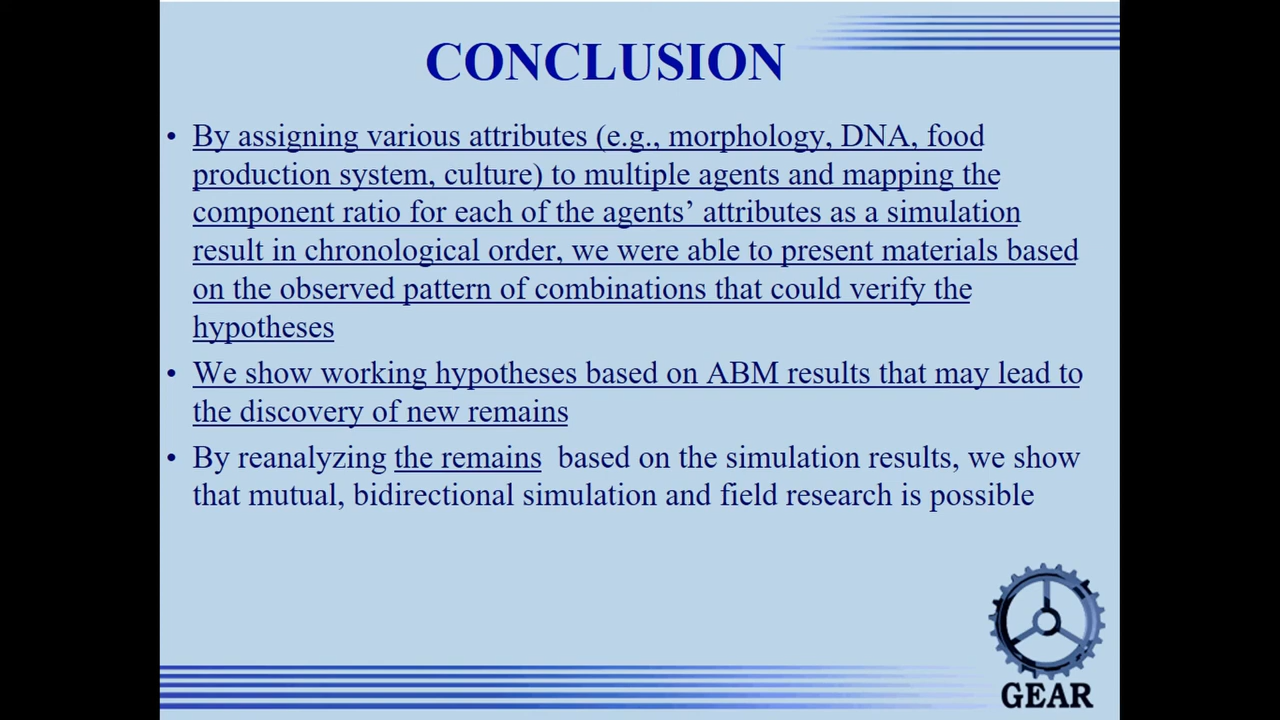 CONCLUSION
• By assigning various attributes (e.g., morphology, DNA, food
production system, culture) to multiple agents and mapping the
component ratio for each of the agents’ attributes as a simulation
result in chronological order, we were able to present materials based
on the observed pattern of combinations that could verify the
hypotheses
• We show working hypotheses based on ABM results that may lead to
the discovery of new remains
• By reanalyzing the remains based on the simulation results, we show
that mutual, bidirectional simulation and field research is possible
GEAR